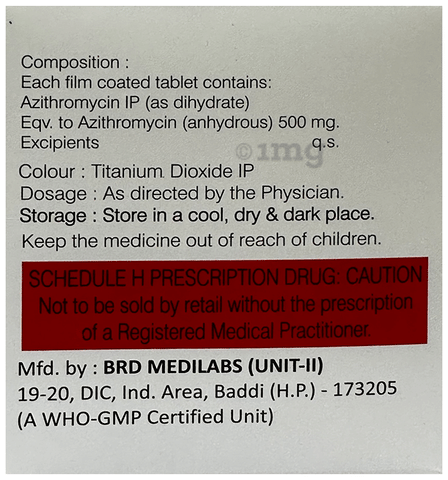 Composition :
Each film coated tablet contains:
Azithromycin IP (as dihydrate)
Eqv. to Azithromycin (anhydrous) 500 mg.
Excipients q.s.
©1mg
Colour : Titanium Dioxide IP
Dosage : As directed by the Physician.
Storage : Store in a cool, dry & dark place.
Keep the medicine out of reach of children.
SCHEDULE H PRESCRIPTION DRUG: CAUTION
Not to be sold by retail without the prescription
of a Registered Medical Practitioner.
Mfd. by : BRD MEDILABS (UNIT-II)
19-20, DIC, Ind. Area, Baddi (H.P.) - 173205
(A WHO-GMP Certified Unit)